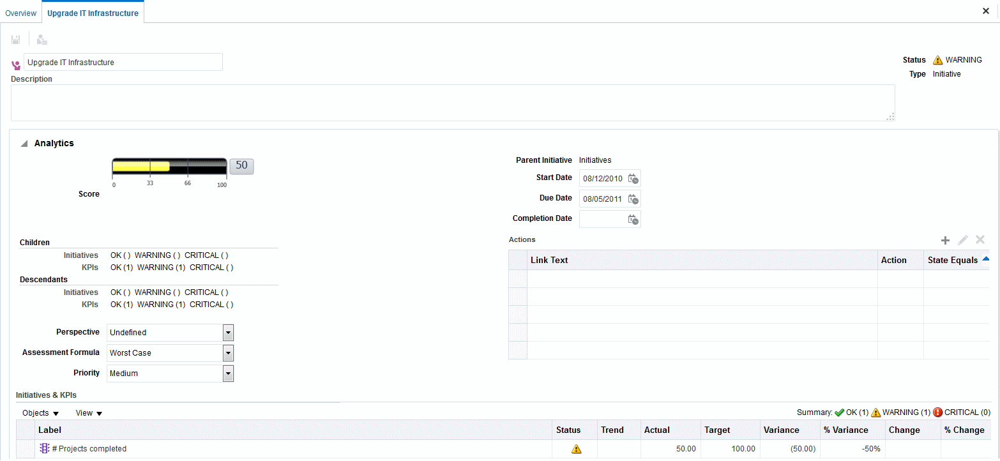 Overview Upgrade IT Infrastructure
Upgrade IT Infrastructure
Status WARNING
Type Initiative
Description
Analytics
50
0 33 66 100
Score
Parent Initiative Initiatives
Start Date 08/12/2010
Due Date 08/05/2011
Completion Date
Children
Initiatives OK ( ) WARNING ( ) CRITICAL ( )
KPIs OK (1) WARNING (1) CRITICAL ( )
Descendants
Initiatives OK ( ) WARNING ( ) CRITICAL ( )
KPIs OK (1) WARNING (1) CRITICAL ( )
Perspective Undefined
Assessment Formula Worst Case
Priority Medium
Actions
Link Text Action State Equals
Initiatives & KPIs
Objects View
Summary: OK (1) WARNING (1) CRITICAL (0)
Label Status Trend Actual Target Variance % Variance Change % Change
# Projects completed 50.00 100.00 (50.00) -50%